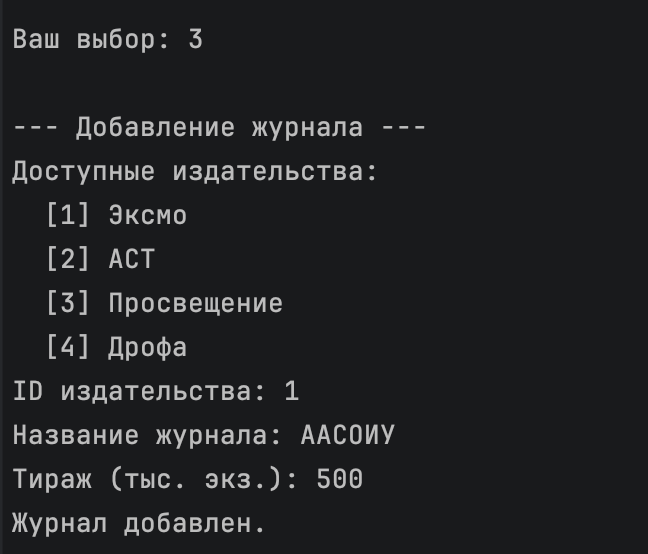 Ваш выбор: 3
--- Добавление журнала ---
Доступные издательства:
[1] Эксмо
[2] АСТ
[3] Просвещение
[4] Дрофа
ID издательства: 1
Название журнала: ААСОИУ
Тираж (тыс. экз.): 500
Журнал добавлен.